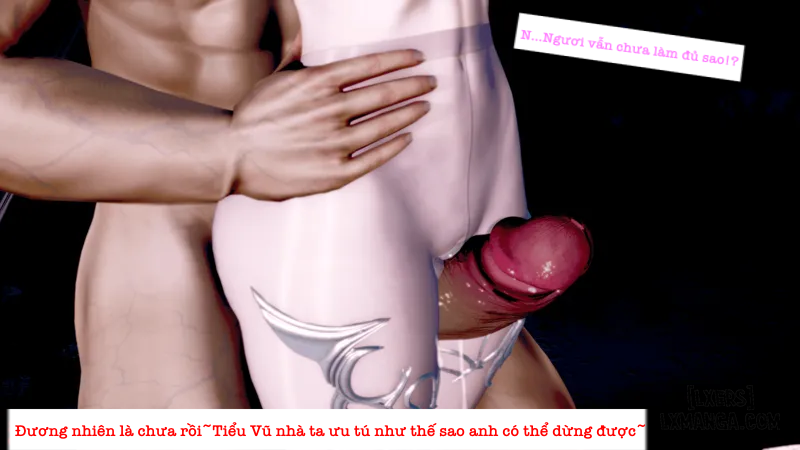 N...Ngươi vẫn chưa làm đủ sao!?
[LXERS]
LXMANGA.COM
Đương nhiên là chưa rồi~Tiểu Vũ nhà ta ưu tú như thế sao anh có thể dừng được~